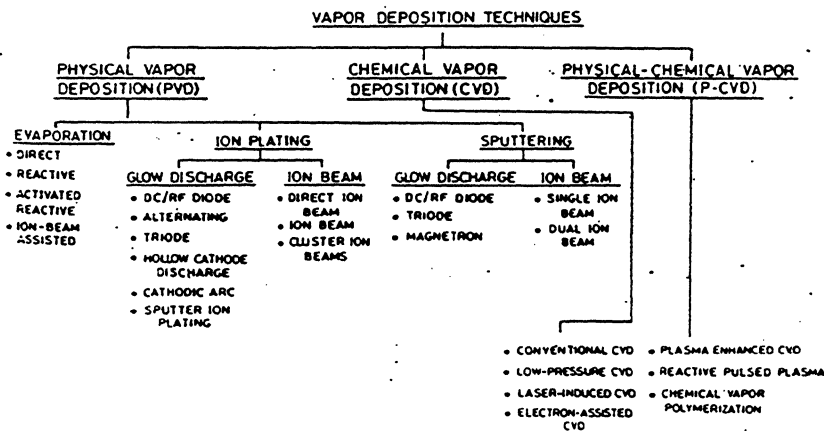 VAPOR DEPOSITION TECHNIQUES
PHYSICAL VAPOR
DEPOSITION (PVD)
CHEMICAL VAPOR
DEPOSITION (CVD)
PHYSICAL-CHEMICAL VAPOR
DEPOSITION (P-CVD)
EVAPORATION
• DIRECT
• REACTIVE
• ACTIVATED
REACTIVE
• ION-BEAM
ASSISTED
ION PLATING
GLOW DISCHARGE
• DC/RF DIODE
• ALTERNATING
• TRIODE
• HOLLOW CATHODE
DISCHARGE
• CATHODIC ARC
• SPUTTER ION
PLATING
ION BEAM
• DIRECT ION
BEAM
• ION BEAM
• CLUSTER ION
BEAMS
SPUTTERING
GLOW DISCHARGE
• DC/RF DIODE
• TRIODE
• MAGNETRON
ION BEAM
• SINGLE ION
BEAM
• DUAL ION
BEAM
• CONVENTIONAL CVD
• LOW-PRESSURE CVD
• LASER-INDUCED CVD
• ELECTRON-ASSISTED
CVD
• PLASMA ENHANCED CVD
• REACTIVE PULSED PLASMA
• CHEMICAL VAPOR
POLYMERIZATION